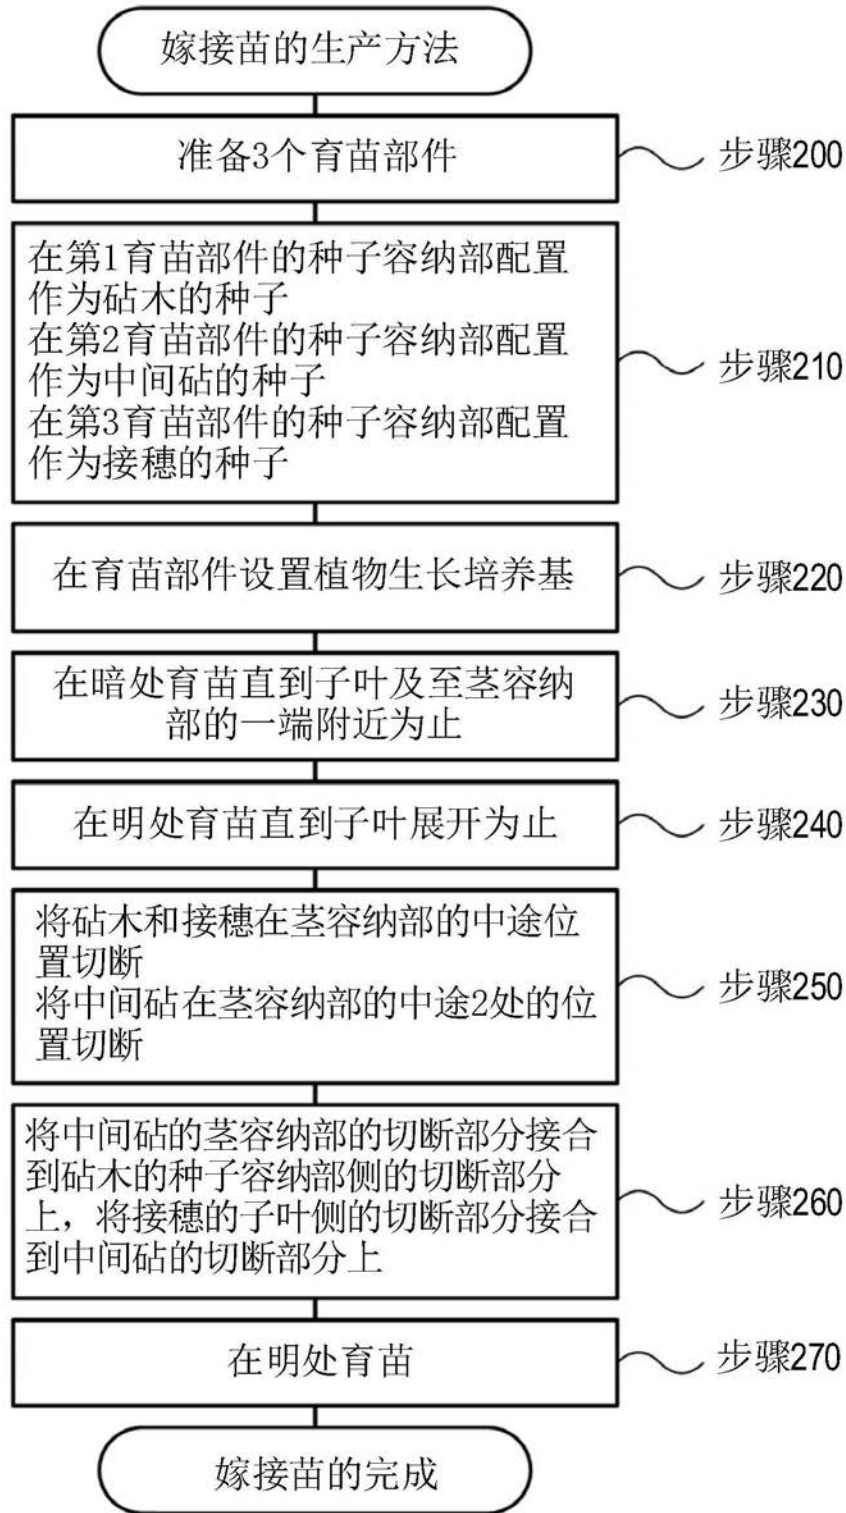 嫁接苗的生产方法
准备3个育苗部件
步骤200
在第1育苗部件的种子容纳部配置
作为砧木的种子
在第2育苗部件的种子容纳部配置
作为中间砧的种子
在第3育苗部件的种子容纳部配置
作为接穗的种子
步骤210
在育苗部件设置植物生长培养基
步骤220
在暗处育苗直到子叶及至茎容纳
部的一端附近为止
步骤230
在明处育苗直到子叶展开为止
步骤240
将砧木和接穗在茎容纳部的中途位
置切断
将中间砧在茎容纳部的中途2处的位
置切断
步骤250
将中间砧的茎容纳部的切断部分接合
到砧木的种子容纳部侧的切断部分
上，将接穗的子叶侧的切断部分接合
到中间砧的切断部分上
步骤260
在明处育苗
步骤270
嫁接苗的完成